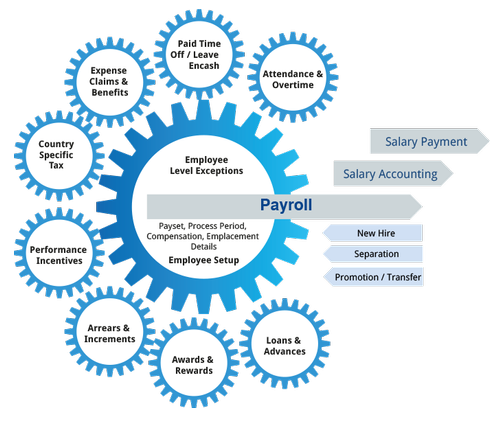 Paid Time
Off / Leave
Encash
Expense
Claims &
Benefits
Attendance &
Overtime
Country
Specific
Tax
Employee
Level Exceptions
Salary Payment
Salary Accounting
Payroll
Payset, Process Period,
Compensation, Emplacement
Details
Employee Setup
New Hire
Separation
Promotion / Transfer
Performance
Incentives
Arrears &
Increments
Awards &
Rewards
Loans &
Advances